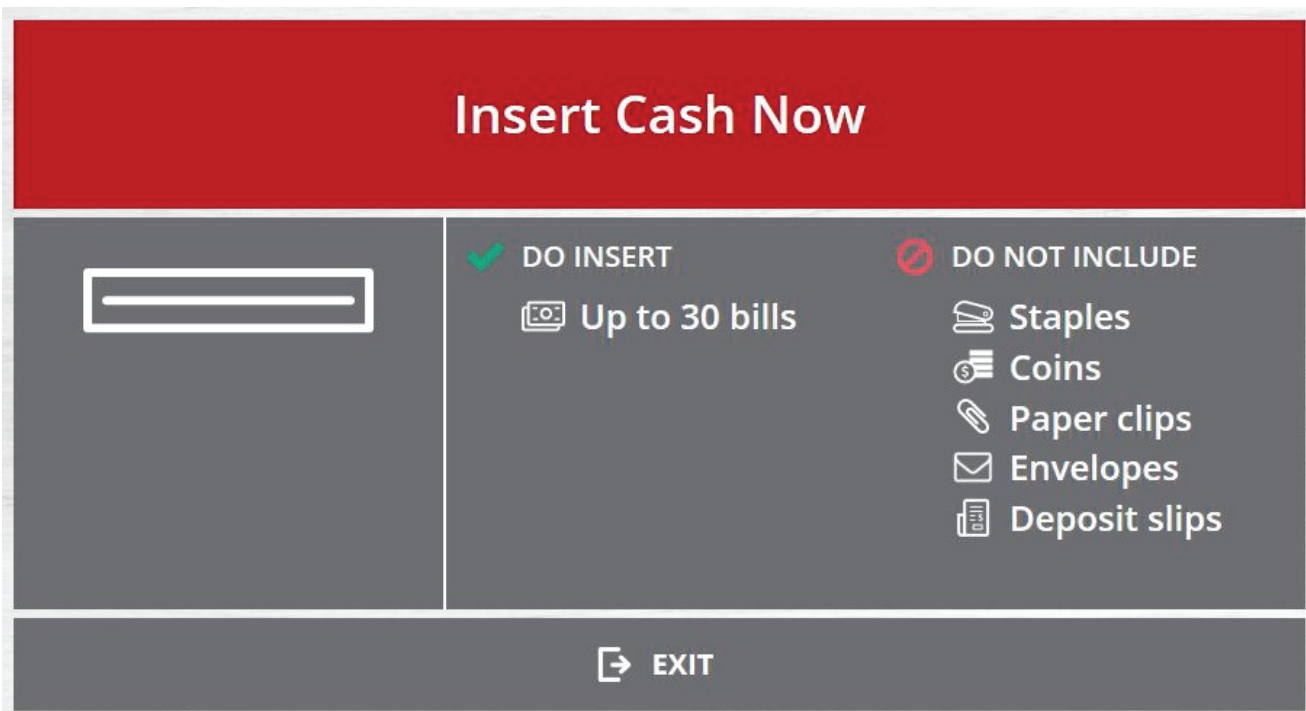 Insert Cash Now
DO INSERT
Up to 30 bills
DO NOT INCLUDE
Staples
Coins
Paper clips
Envelopes
Deposit slips
EXIT